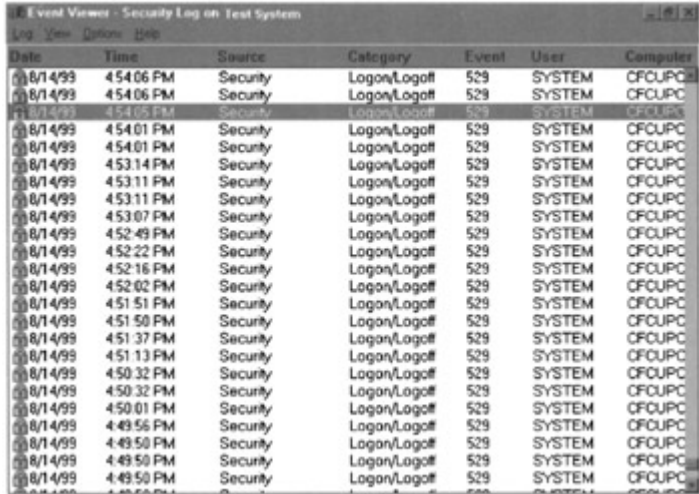 Event Viewer - Security Log on Test System
Log View Options Help
Date Time Source Category Event User Computer
8/14/99 4:54:06 PM Security Logon/Logoff 529 SYSTEM CFCUPC
8/14/99 4:54:06 PM Security Logon/Logoff 529 SYSTEM CFCUPC
8/14/99 4:54:05 PM Security Logon/Logoff 529 SYSTEM CFCUPC
8/14/99 4:54:01 PM Security Logon/Logoff 529 SYSTEM CFCUPC
8/14/99 4:54:01 PM Security Logon/Logoff 529 SYSTEM CFCUPC
8/14/99 4:53:14 PM Security Logon/Logoff 529 SYSTEM CFCUPC
8/14/99 4:53:11 PM Security Logon/Logoff 529 SYSTEM CFCUPC
8/14/99 4:53:11 PM Security Logon/Logoff 529 SYSTEM CFCUPC
8/14/99 4:53:07 PM Security Logon/Logoff 529 SYSTEM CFCUPC
8/14/99 4:52:49 PM Security Logon/Logoff 529 SYSTEM CFCUPC
8/14/99 4:52:22 PM Security Logon/Logoff 529 SYSTEM CFCUPC
8/14/99 4:52:16 PM Security Logon/Logoff 529 SYSTEM CFCUPC
8/14/99 4:52:02 PM Security Logon/Logoff 529 SYSTEM CFCUPC
8/14/99 4:51:51 PM Security Logon/Logoff 529 SYSTEM CFCUPC
8/14/99 4:51:50 PM Security Logon/Logoff 529 SYSTEM CFCUPC
8/14/99 4:51:37 PM Security Logon/Logoff 529 SYSTEM CFCUPC
8/14/99 4:51:13 PM Security Logon/Logoff 529 SYSTEM CFCUPC
8/14/99 4:50:32 PM Security Logon/Logoff 529 SYSTEM CFCUPC
8/14/99 4:50:32 PM Security Logon/Logoff 529 SYSTEM CFCUPC
8/14/99 4:50:01 PM Security Logon/Logoff 529 SYSTEM CFCUPC
8/14/99 4:49:56 PM Security Logon/Logoff 529 SYSTEM CFCUPC
8/14/99 4:49:50 PM Security Logon/Logoff 529 SYSTEM CFCUPC
8/14/99 4:49:50 PM Security Logon/Logoff 529 SYSTEM CFCUPC
8/14/99 4:49:50 PM Security Logon/Logoff 529 SYSTEM CFCUPC